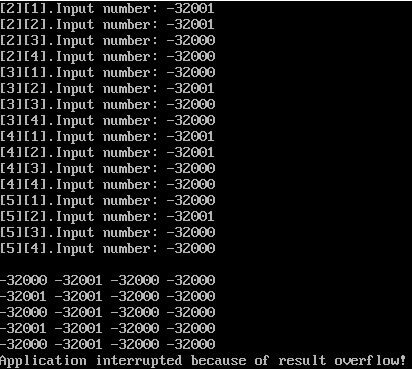 [2][1].Input number: -32001
[2][2].Input number: -32001
[2][3].Input number: -32000
[2][4].Input number: -32000
[3][1].Input number: -32000
[3][2].Input number: -32001
[3][3].Input number: -32000
[3][4].Input number: -32000
[4][1].Input number: -32001
[4][2].Input number: -32001
[4][3].Input number: -32000
[4][4].Input number: -32000
[5][1].Input number: -32000
[5][2].Input number: -32001
[5][3].Input number: -32000
[5][4].Input number: -32000
-32000 -32001 -32000 -32000
-32001 -32001 -32000 -32000
-32000 -32001 -32000 -32000
-32001 -32001 -32000 -32000
-32000 -32001 -32000 -32000
Application interrupted because of result overflow!